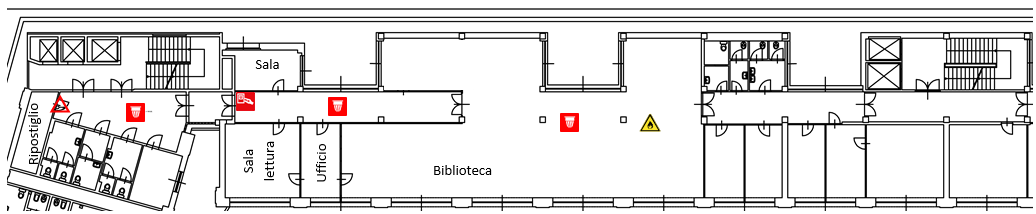 Sala
Ripostiglio
Sala
lettura
Ufficio
Biblioteca